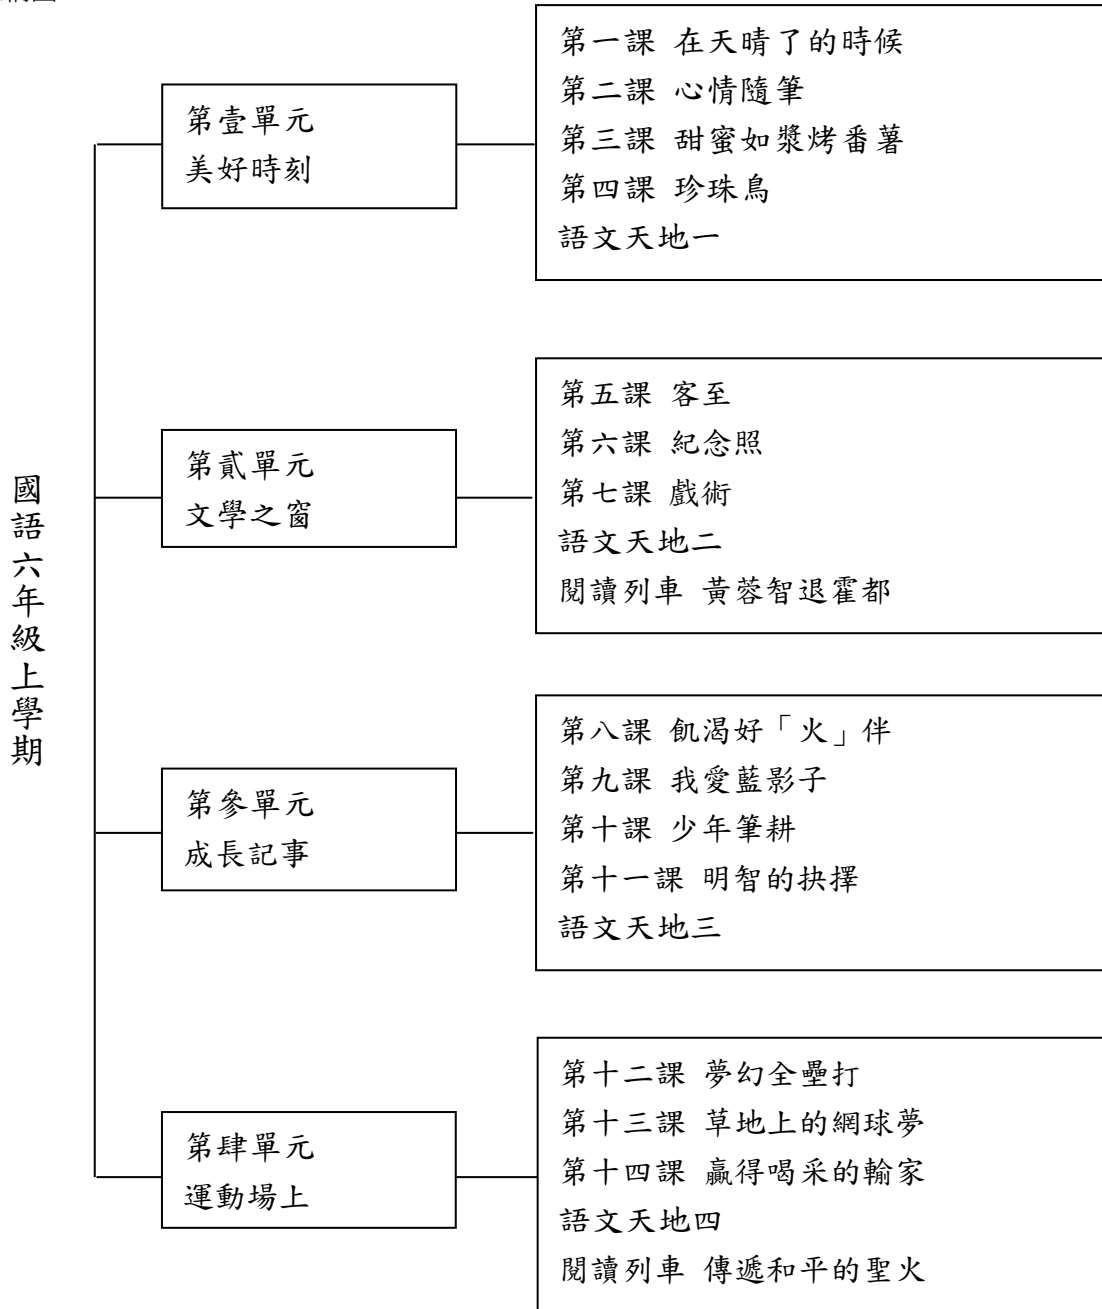 國語六年級上學期
第壹單元
美好時刻
第一課 在天晴了的時候
第二課 心情隨筆
第三課 甜蜜如漿烤番薯
第四課 珍珠鳥
語文天地一
第貳單元
文學之窗
第五課 客至
第六課 紀念照
第七課 戲術
語文天地二
閱讀列車 黃蓉智退霍都
第參單元
成長記事
第八課 飢渴好「火」伴
第九課 我愛藍影子
第十課 少年筆耕
第十一課 明智的抉擇
語文天地三
第肆單元
運動場上
第十二課 夢幻全壘打
第十三課 草地上的網球夢
第十四課 贏得喝采的輸家
語文天地四
閱讀列車 傳遞和平的聖火